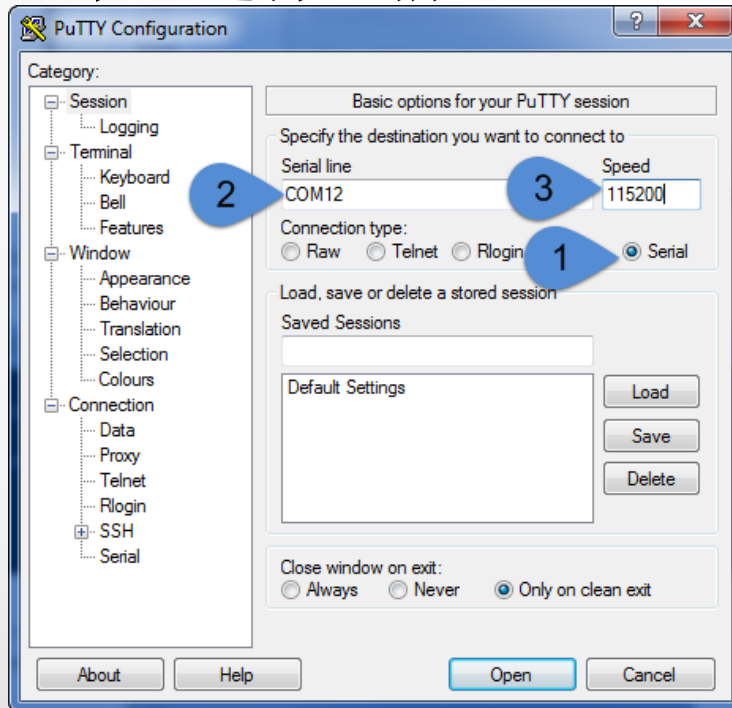 PuTTY Configuration
Category:
Session
Logging
Terminal
Keyboard
Bell
Features
Window
Appearance
Behaviour
Translation
Selection
Colours
Connection
Data
Proxy
Telnet
Rlogin
SSH
Serial
Basic options for your PuTTY session
Specify the destination you want to connect to
Serial line Speed
2 COM12 3 115200
Connection type:
Raw Telnet Rlogin 1 Serial
Load, save or delete a stored session
Saved Sessions
Default Settings
Load
Save
Delete
Close window on exit:
Always Never Only on clean exit
About Help Open Cancel